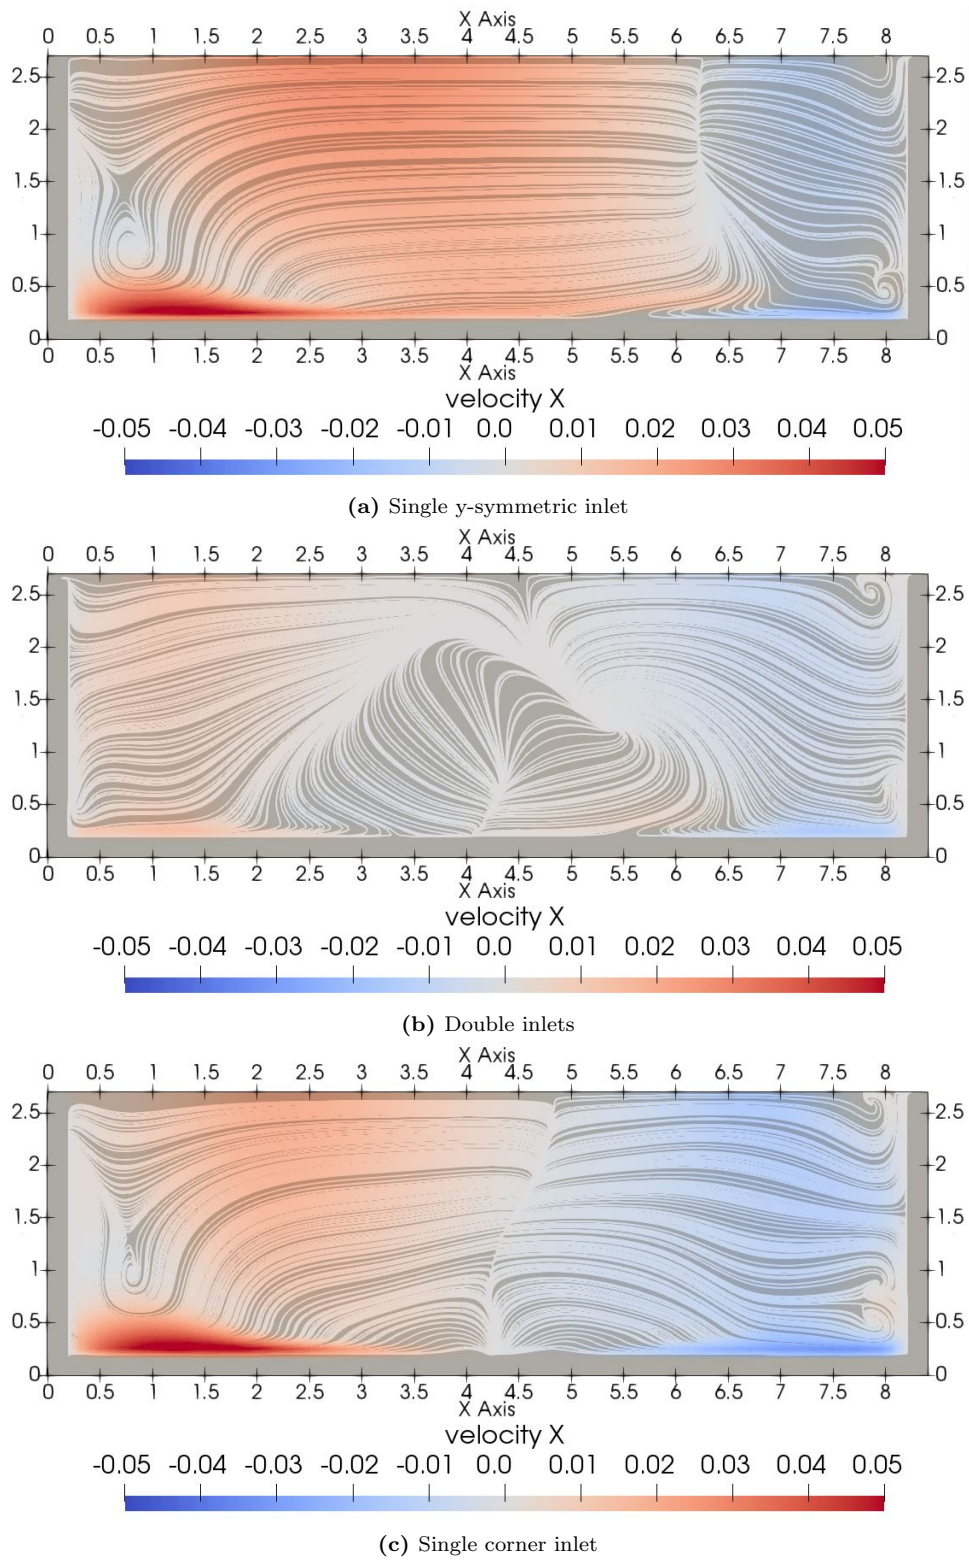 X Axis
0 0.5 1 1.5 2 2.5 3 3.5 4 4.5 5 5.5 6 6.5 7 7.5 8
2.5 2.5
2 2
1.5 1.5
1 1
0.5 0.5
0 0
0 0.5 1 1.5 2 2.5 3 3.5 4 4.5 5 5.5 6 6.5 7 7.5 8
X Axis
velocity X
-0.05 -0.04 -0.03 -0.02 -0.01 0.0 0.01 0.02 0.03 0.04 0.05
(a) Single y-symmetric inlet
X Axis
0 0.5 1 1.5 2 2.5 3 3.5 4 4.5 5 5.5 6 6.5 7 7.5 8
2.5 2.5
2 2
1.5 1.5
1 1
0.5 0.5
0 0
0 0.5 1 1.5 2 2.5 3 3.5 4 4.5 5 5.5 6 6.5 7 7.5 8
X Axis
velocity X
-0.05 -0.04 -0.03 -0.02 -0.01 0.0 0.01 0.02 0.03 0.04 0.05
(b) Double inlets
X Axis
0 0.5 1 1.5 2 2.5 3 3.5 4 4.5 5 5.5 6 6.5 7 7.5 8
2.5 2.5
2 2
1.5 1.5
1 1
0.5 0.5
0 0
0 0.5 1 1.5 2 2.5 3 3.5 4 4.5 5 5.5 6 6.5 7 7.5 8
X Axis
velocity X
-0.05 -0.04 -0.03 -0.02 -0.01 0.0 0.01 0.02 0.03 0.04 0.05
(c) Single corner inlet